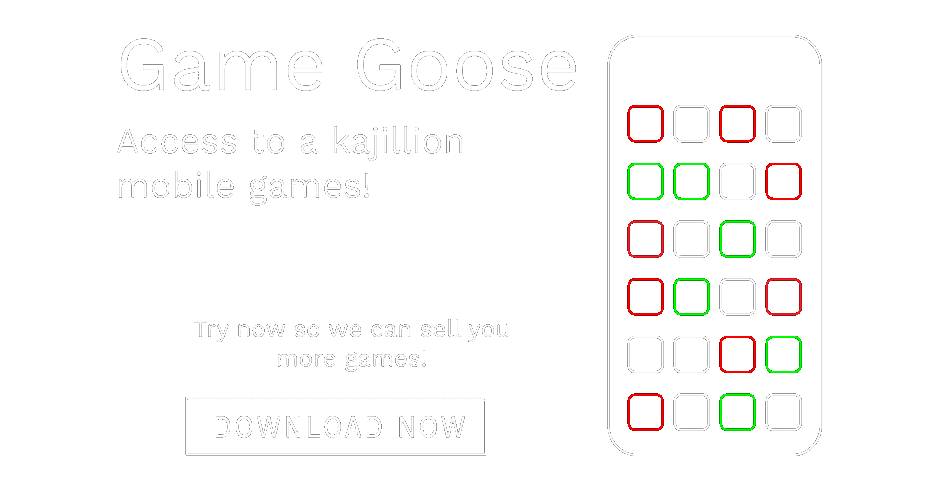 Game Goose
Access to a kajillion
mobile games!
Try now so we can sell you
more games!
DOWNLOAD NOW